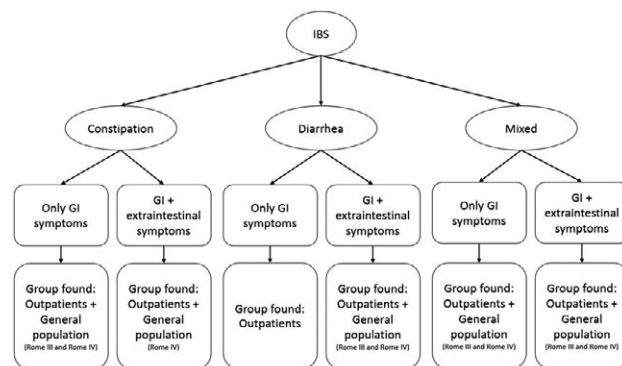 IBS
Constipation
Diarrhea
Mixed
Only GI
symptoms
GI +
extraintestinal
symptoms
Only GI
symptoms
GI +
extraintestinal
symptoms
Only GI
symptoms
GI +
extraintestinal
symptoms
Group found:
Outpatients +
General
population
(Rome III and Rome IV)
Group found:
Outpatients +
General
population
(Rome IV)
Group found:
Outpatients
Group found:
Outpatients +
General
population
(Rome III and Rome IV)
Group found:
Outpatients +
General
population
(Rome III and Rome IV)
Group found:
Outpatients +
General
population
(Rome III and Rome IV)